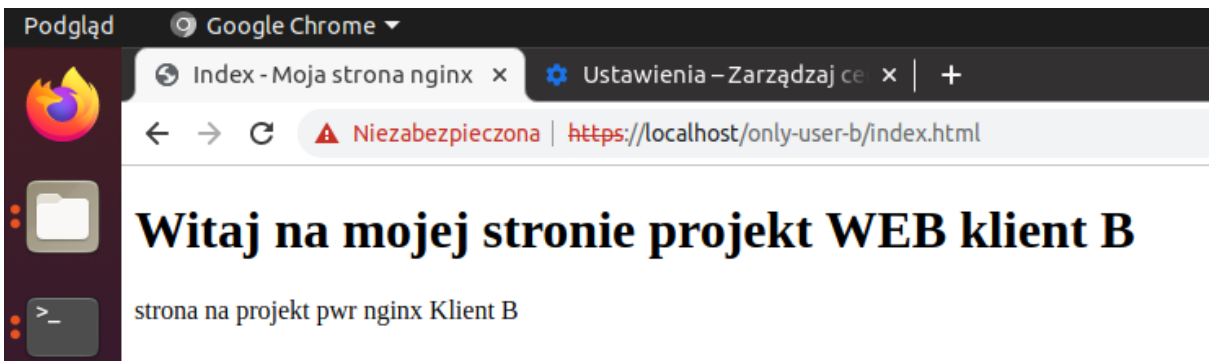 Podgląd Google Chrome
Index - Moja strona nginx Ustawienia – Zarządzaj ce
Niezabezpieczona | https://localhost/only-user-b/index.html
Witaj na mojej stronie projekt WEB klient B
strona na projekt pwr nginx Klient B
>_